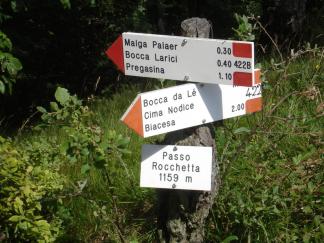 Malga Palaer 0.30
Bocca Larici 0.40 422B
Pregasina 1.10
Bocca da Lè 422
Cima Nodice
Biacesa 2.00
Passo
Rocchetta
1159 m